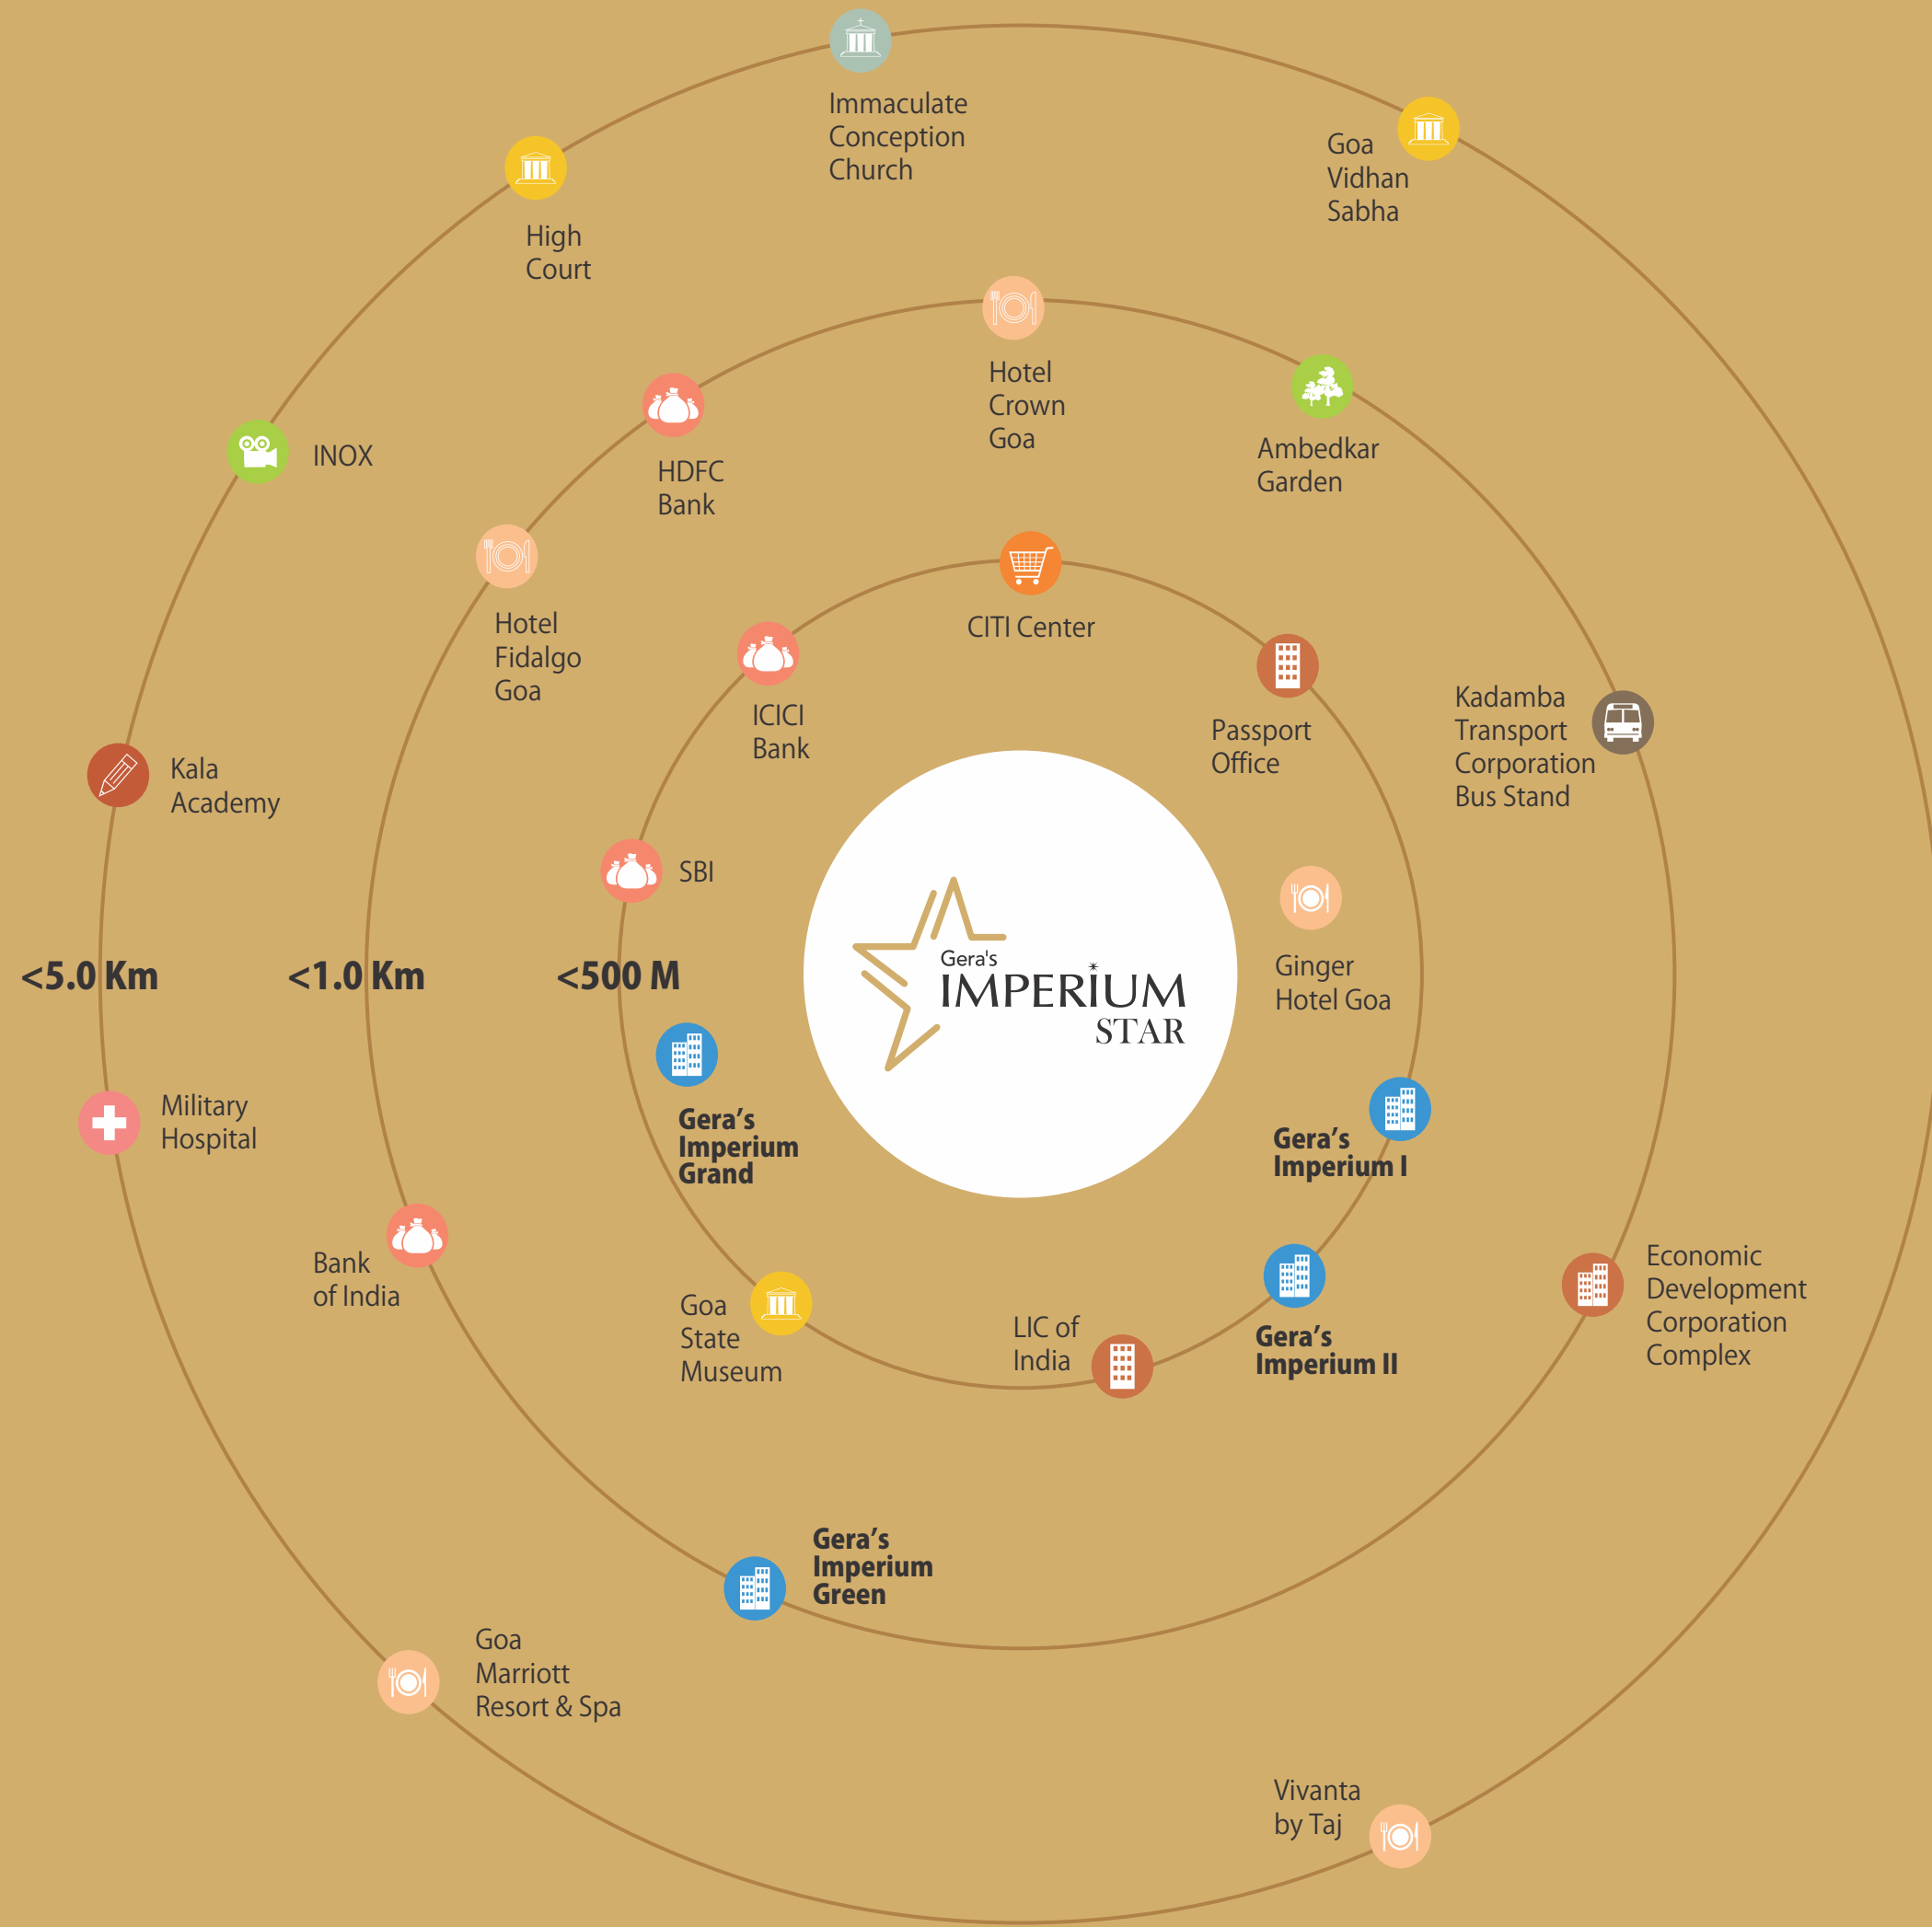 Immaculate
Conception
Church
Goa
Vidhan
Sabha
High
Court
Hotel
Crown
Goa
Ambedkar
Garden
INOX
HDFC
Bank
Hotel
Fidalgo
Goa
CITI Center
ICICI
Bank
Passport
Office
Kadamba
Transport
Corporation
Bus Stand
Kala
Academy
SBI
<5.0 Km
<1.0 Km
<500 M
Gera's
IMPERIUM
STAR
Ginger
Hotel Goa
Military
Hospital
Gera’s
Imperium
Grand
Gera’s
Imperium I
Bank
of India
Goa
State
Museum
LIC of
India
Gera’s
Imperium II
Economic
Development
Corporation
Complex
Gera’s
Imperium
Green
Goa
Marriott
Resort & Spa
Vivanta
by Taj